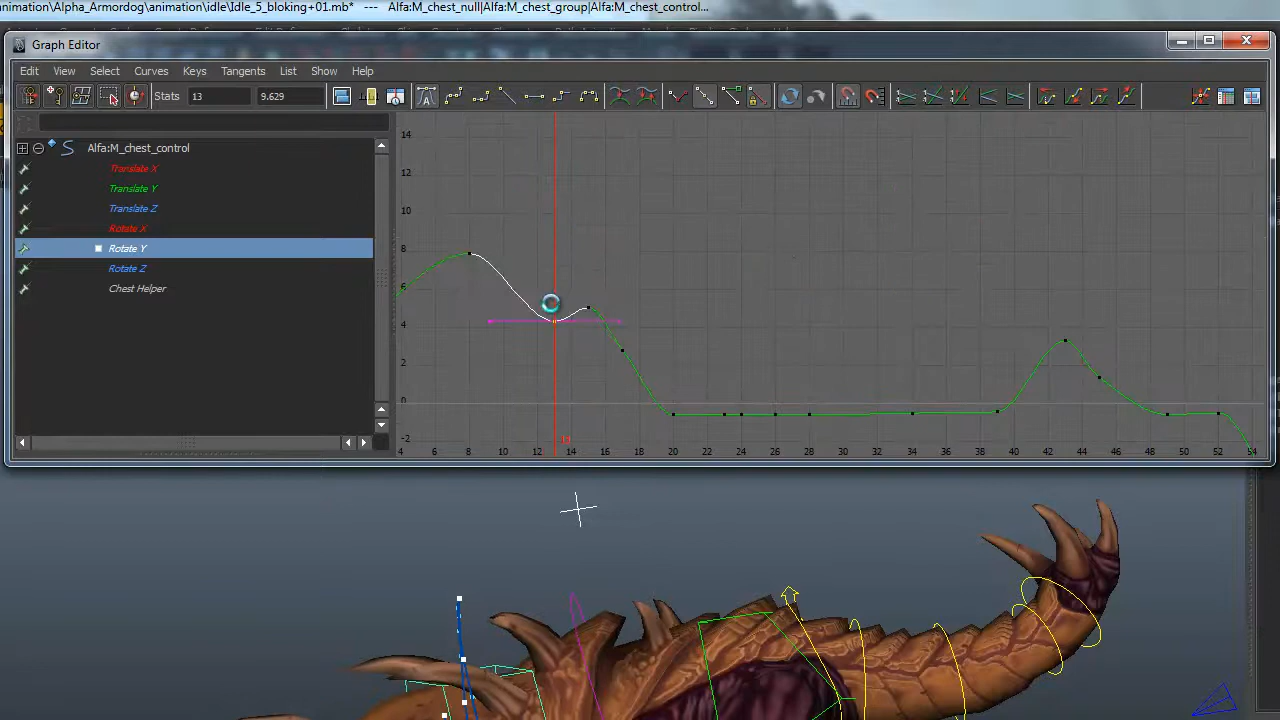 nimation\Alpha_Armordog\animation\idle\Idle_5_bloking+01.mb* --- Alfa:M_chest_null|Alfa:M_chest_group|Alfa:M_chest_control...
Graph Editor
Edit View Select Curves Keys Tangents List Show Help
Stats 13 9.629
Alfa:M_chest_control
Translate X
Translate Y
Translate Z
Rotate X
Rotate Y
Rotate Z
Chest Helper
14
12
10
8
6
4
2
0
-2
13
4 6 8 10 12 14 16 18 20 22 24 26 28 30 32 34 36 38 40 42 44 46 48 50 52 54